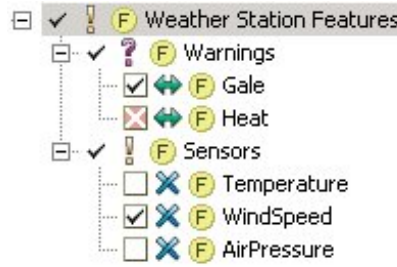 F Weather Station Features
F Warnings
F Gale
F Heat
F Sensors
F Temperature
F WindSpeed
F AirPressure